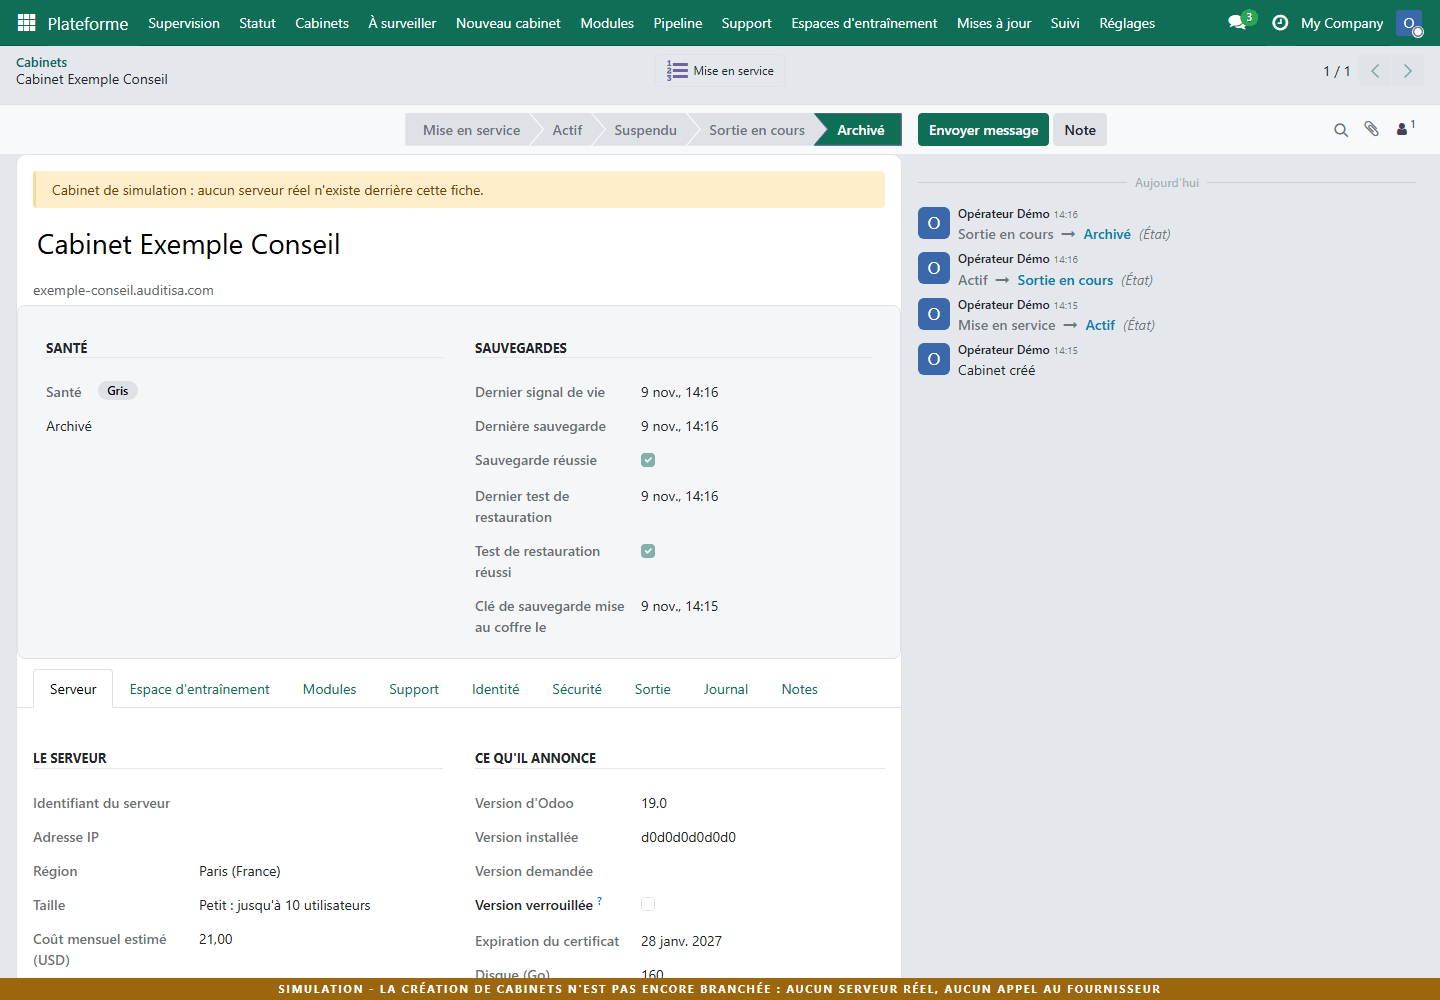 Plateforme Supervision Statut Cabinets À surveiller Nouveau cabinet Modules Pipeline Support Espaces d'entraînement Mises à jour Suivi Réglages 3 My Company O
Cabinets
Cabinet Exemple Conseil
Mise en service
1 / 1
Mise en service Actif Suspendu Sortie en cours Archivé
Envoyer message Note
1
Cabinet de simulation : aucun serveur réel n'existe derrière cette fiche.
Cabinet Exemple Conseil
exemple-conseil.auditisa.com
SANTÉ
Santé Gris
Archivé
SAUVEGARDES
Dernier signal de vie 9 nov., 14:16
Dernière sauvegarde 9 nov., 14:16
Sauvegarde réussie
Dernier test de restauration 9 nov., 14:16
Test de restauration réussi
Clé de sauvegarde mise au coffre le 9 nov., 14:15
Serveur Espace d'entraînement Modules Support Identité Sécurité Sortie Journal Notes
LE SERVEUR
Identifiant du serveur
Adresse IP
Région Paris (France)
Taille Petit : jusqu'à 10 utilisateurs
Coût mensuel estimé (USD) 21,00
CE QU'IL ANNONCE
Version d'Odoo 19.0
Version installée d0d0d0d0d0d0
Version demandée
Version verrouillée ?
Expiration du certificat 28 janv. 2027
Disque (Go) 160
Aujourd'hui
O Opérateur Démo 14:16
Sortie en cours → Archivé (État)
O Opérateur Démo 14:16
Actif → Sortie en cours (État)
O Opérateur Démo 14:15
Mise en service → Actif (État)
O Opérateur Démo 14:15
Cabinet créé
SIMULATION - LA CRÉATION DE CABINETS N'EST PAS ENCORE BRANCHÉE : AUCUN SERVEUR RÉEL, AUCUN APPEL AU FOURNISSEUR